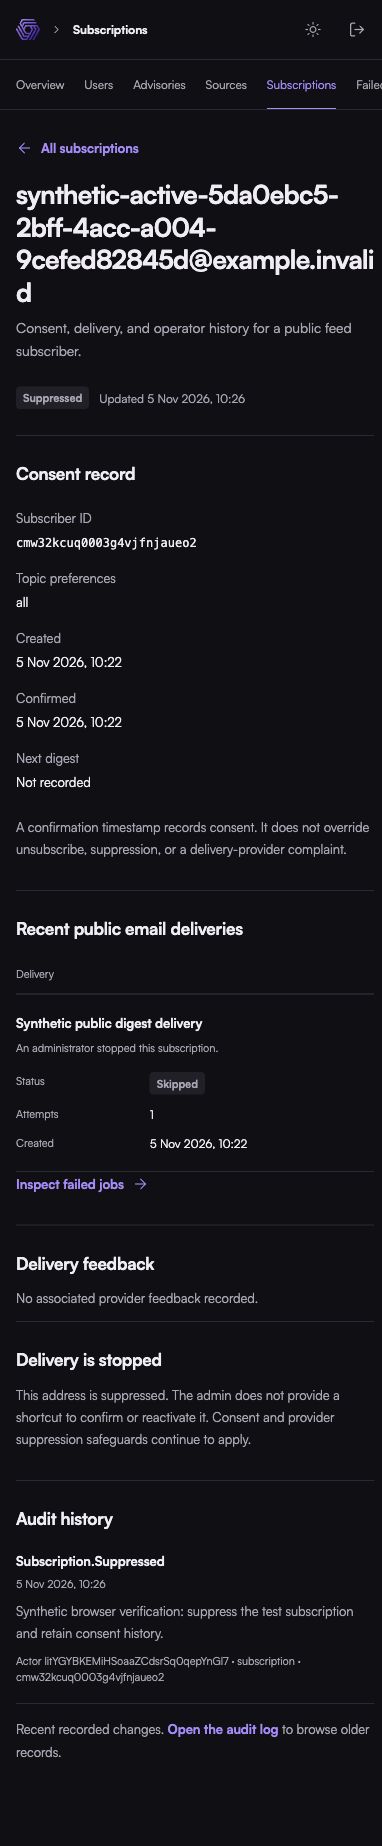 Subscriptions
Overview Users Advisories Sources Subscriptions Failed
All subscriptions
synthetic-active-5da0ebc5-
2bff-4acc-a004-
9cefed82845d@example.invali
d
Consent, delivery, and operator history for a public feed
subscriber.
Suppressed Updated 5 Nov 2026, 10:26
Consent record
Subscriber ID
cmw32kcuq0003g4vjfnjaueo2
Topic preferences
all
Created
5 Nov 2026, 10:22
Confirmed
5 Nov 2026, 10:22
Next digest
Not recorded
A confirmation timestamp records consent. It does not override
unsubscribe, suppression, or a delivery-provider complaint.
Recent public email deliveries
Delivery
Synthetic public digest delivery
An administrator stopped this subscription.
Status Skipped
Attempts 1
Created 5 Nov 2026, 10:22
Inspect failed jobs
Delivery feedback
No associated provider feedback recorded.
Delivery is stopped
This address is suppressed. The admin does not provide a
shortcut to confirm or reactivate it. Consent and provider
suppression safeguards continue to apply.
Audit history
Subscription.Suppressed
5 Nov 2026, 10:26
Synthetic browser verification: suppress the test subscription
and retain consent history.
Actor IitYGYBKEMiHSoaaZCdsrSq0qepYnGl7 · subscription ·
cmw32kcuq0003g4vjfnjaueo2
Recent recorded changes. Open the audit log to browse older
records.